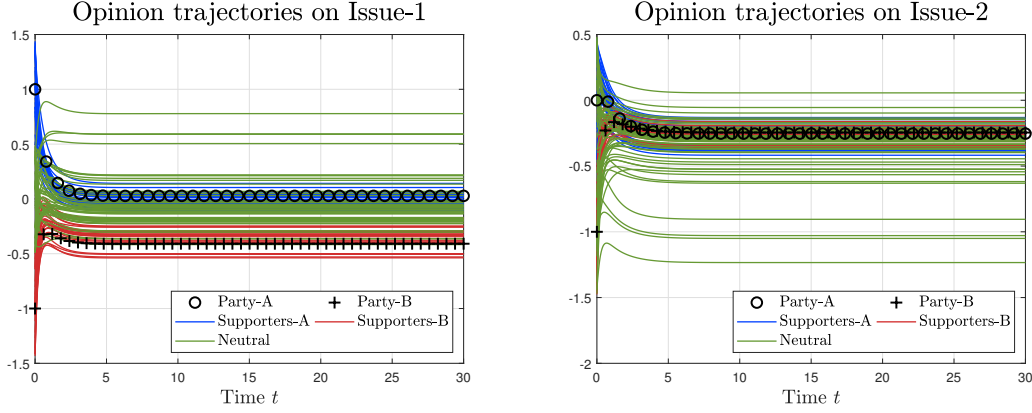 Opinion trajectories on Issue-1
1.5
1
0.5
0
-0.5
-1
-1.5
0 5 10 15 20 25 30
Time t
Party-A Party-B
Supporters-A Supporters-B
Neutral
Opinion trajectories on Issue-2
0.5
0
-0.5
-1
-1.5
-2
0 5 10 15 20 25 30
Time t
Party-A Party-B
Supporters-A Supporters-B
Neutral